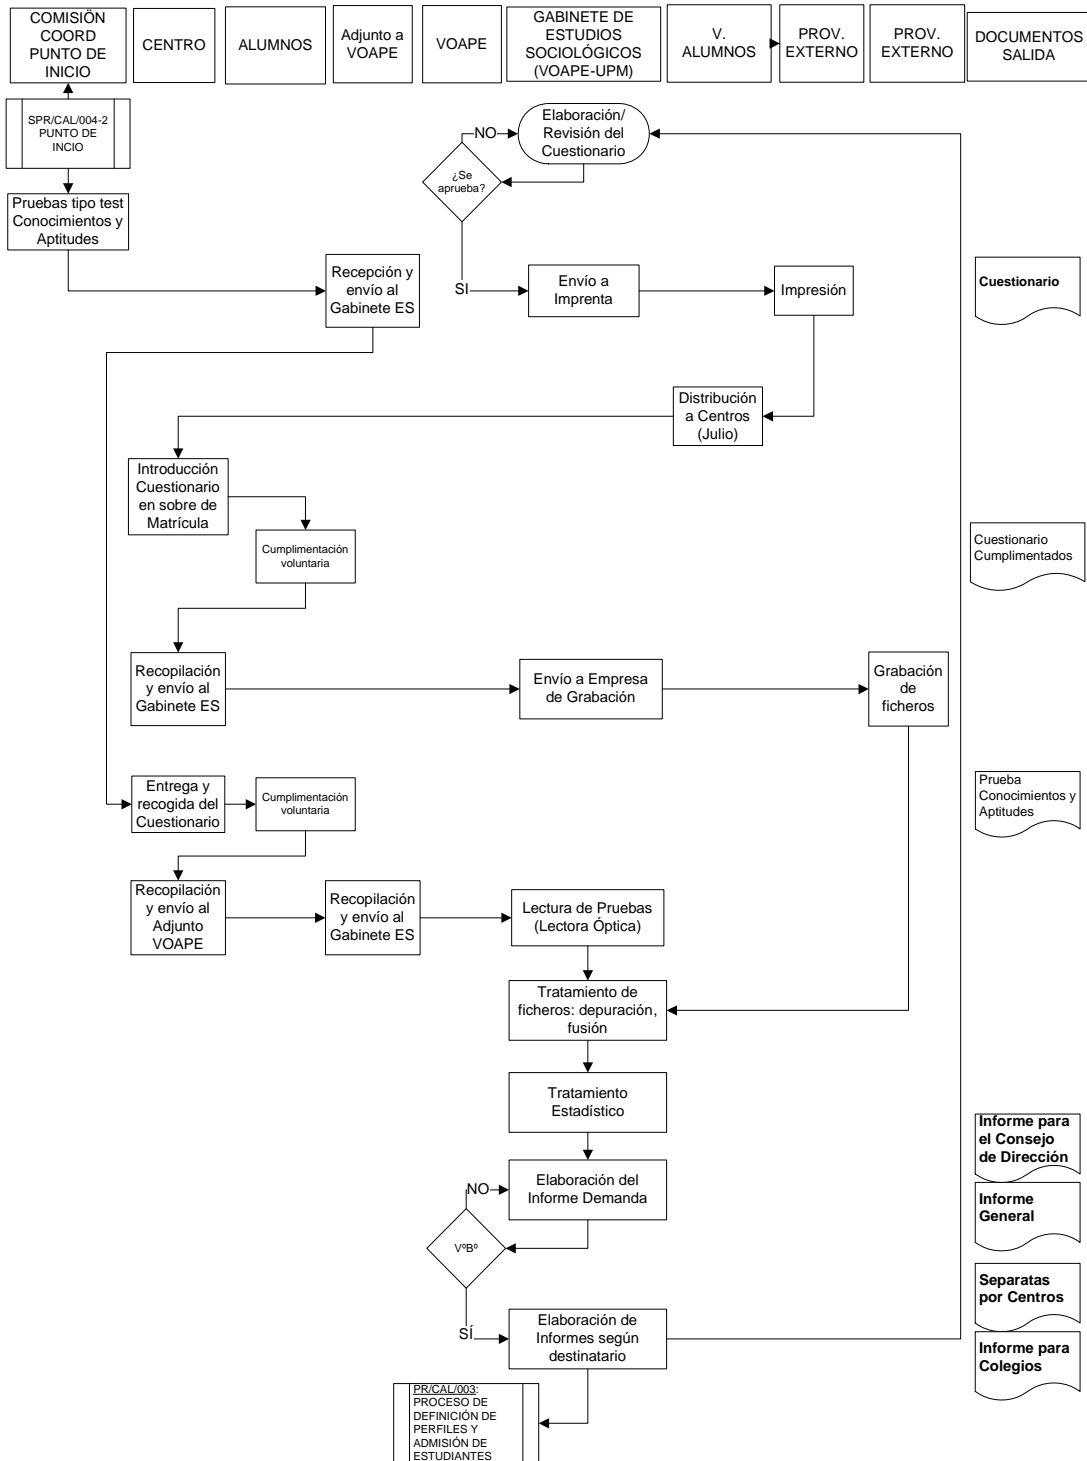 COMISIÖN
COORD
PUNTO DE
INICIO
CENTRO
ALUMNOS
Adjunto a
VOAPE
VOAPE
GABINETE DE
ESTUDIOS
SOCIOLÓGICOS
(VOAPE-UPM)
V.
ALUMNOS
PROV.
EXTERNO
PROV.
EXTERNO
DOCUMENTOS
SALIDA
SPR/CAL/004-2
PUNTO DE
INCIO
Elaboración/
Revisión del
Cuestionario
NO
¿Se
aprueba?
Pruebas tipo test
Conocimientos y
Aptitudes
Recepción y
envío al
Gabinete ES
SI
Envío a
Imprenta
Impresión
Cuestionario
Distribución
a Centros
(Julio)
Introducción
Cuestionario
en sobre de
Matrícula
Cumplimentación
voluntaria
Cuestionario
Cumplimentados
Recopilación
y envío al
Gabinete ES
Envío a Empresa
de Grabación
Grabación
de
ficheros
Entrega y
recogida del
Cuestionario
Cumplimentación
voluntaria
Prueba
Conocimientos y
Aptitudes
Recopilación
y envío al
Adjunto
VOAPE
Recopilación
y envío al
Gabinete ES
Lectura de Pruebas
(Lectora Óptica)
Tratamiento de
ficheros: depuración,
fusión
Tratamiento
Estadístico
Informe para
el Consejo
de Dirección
Elaboración del
Informe Demanda
NO
VºBº
Informe
General
Separatas
por Centros
SÍ
Elaboración de
Informes según
destinatario
Informe para
Colegios
PR/CAL/003:
PROCESO DE
DEFINICIÓN DE
PERFILES Y
ADMISIÓN DE
ESTUDIANTES